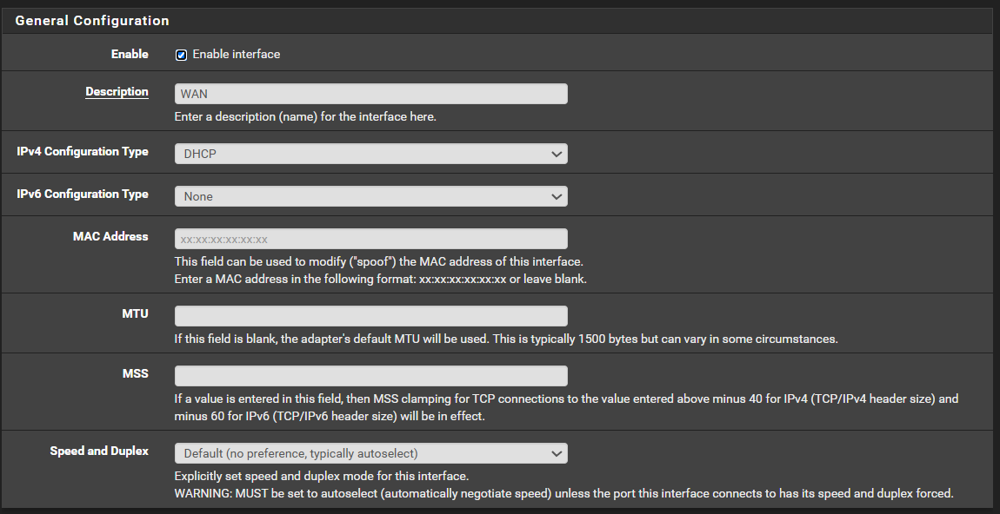 General Configuration
Enable
Enable interface
Description
WAN
Enter a description (name) for the interface here.
IPv4 Configuration Type
DHCP
IPv6 Configuration Type
None
MAC Address
xx:xx:xx:xx:xx:xx
This field can be used to modify ("spoof") the MAC address of this interface.
Enter a MAC address in the following format: xx:xx:xx:xx:xx:xx or leave blank.
MTU
If this field is blank, the adapter's default MTU will be used. This is typically 1500 bytes but can vary in some circumstances.
MSS
If a value is entered in this field, then MSS clamping for TCP connections to the value entered above minus 40 for IPv4 (TCP/IPv4 header size) and
minus 60 for IPv6 (TCP/IPv6 header size) will be in effect.
Speed and Duplex
Default (no preference, typically autoselect)
Explicitly set speed and duplex mode for this interface.
WARNING: MUST be set to autoselect (automatically negotiate speed) unless the port this interface connects to has its speed and duplex forced.